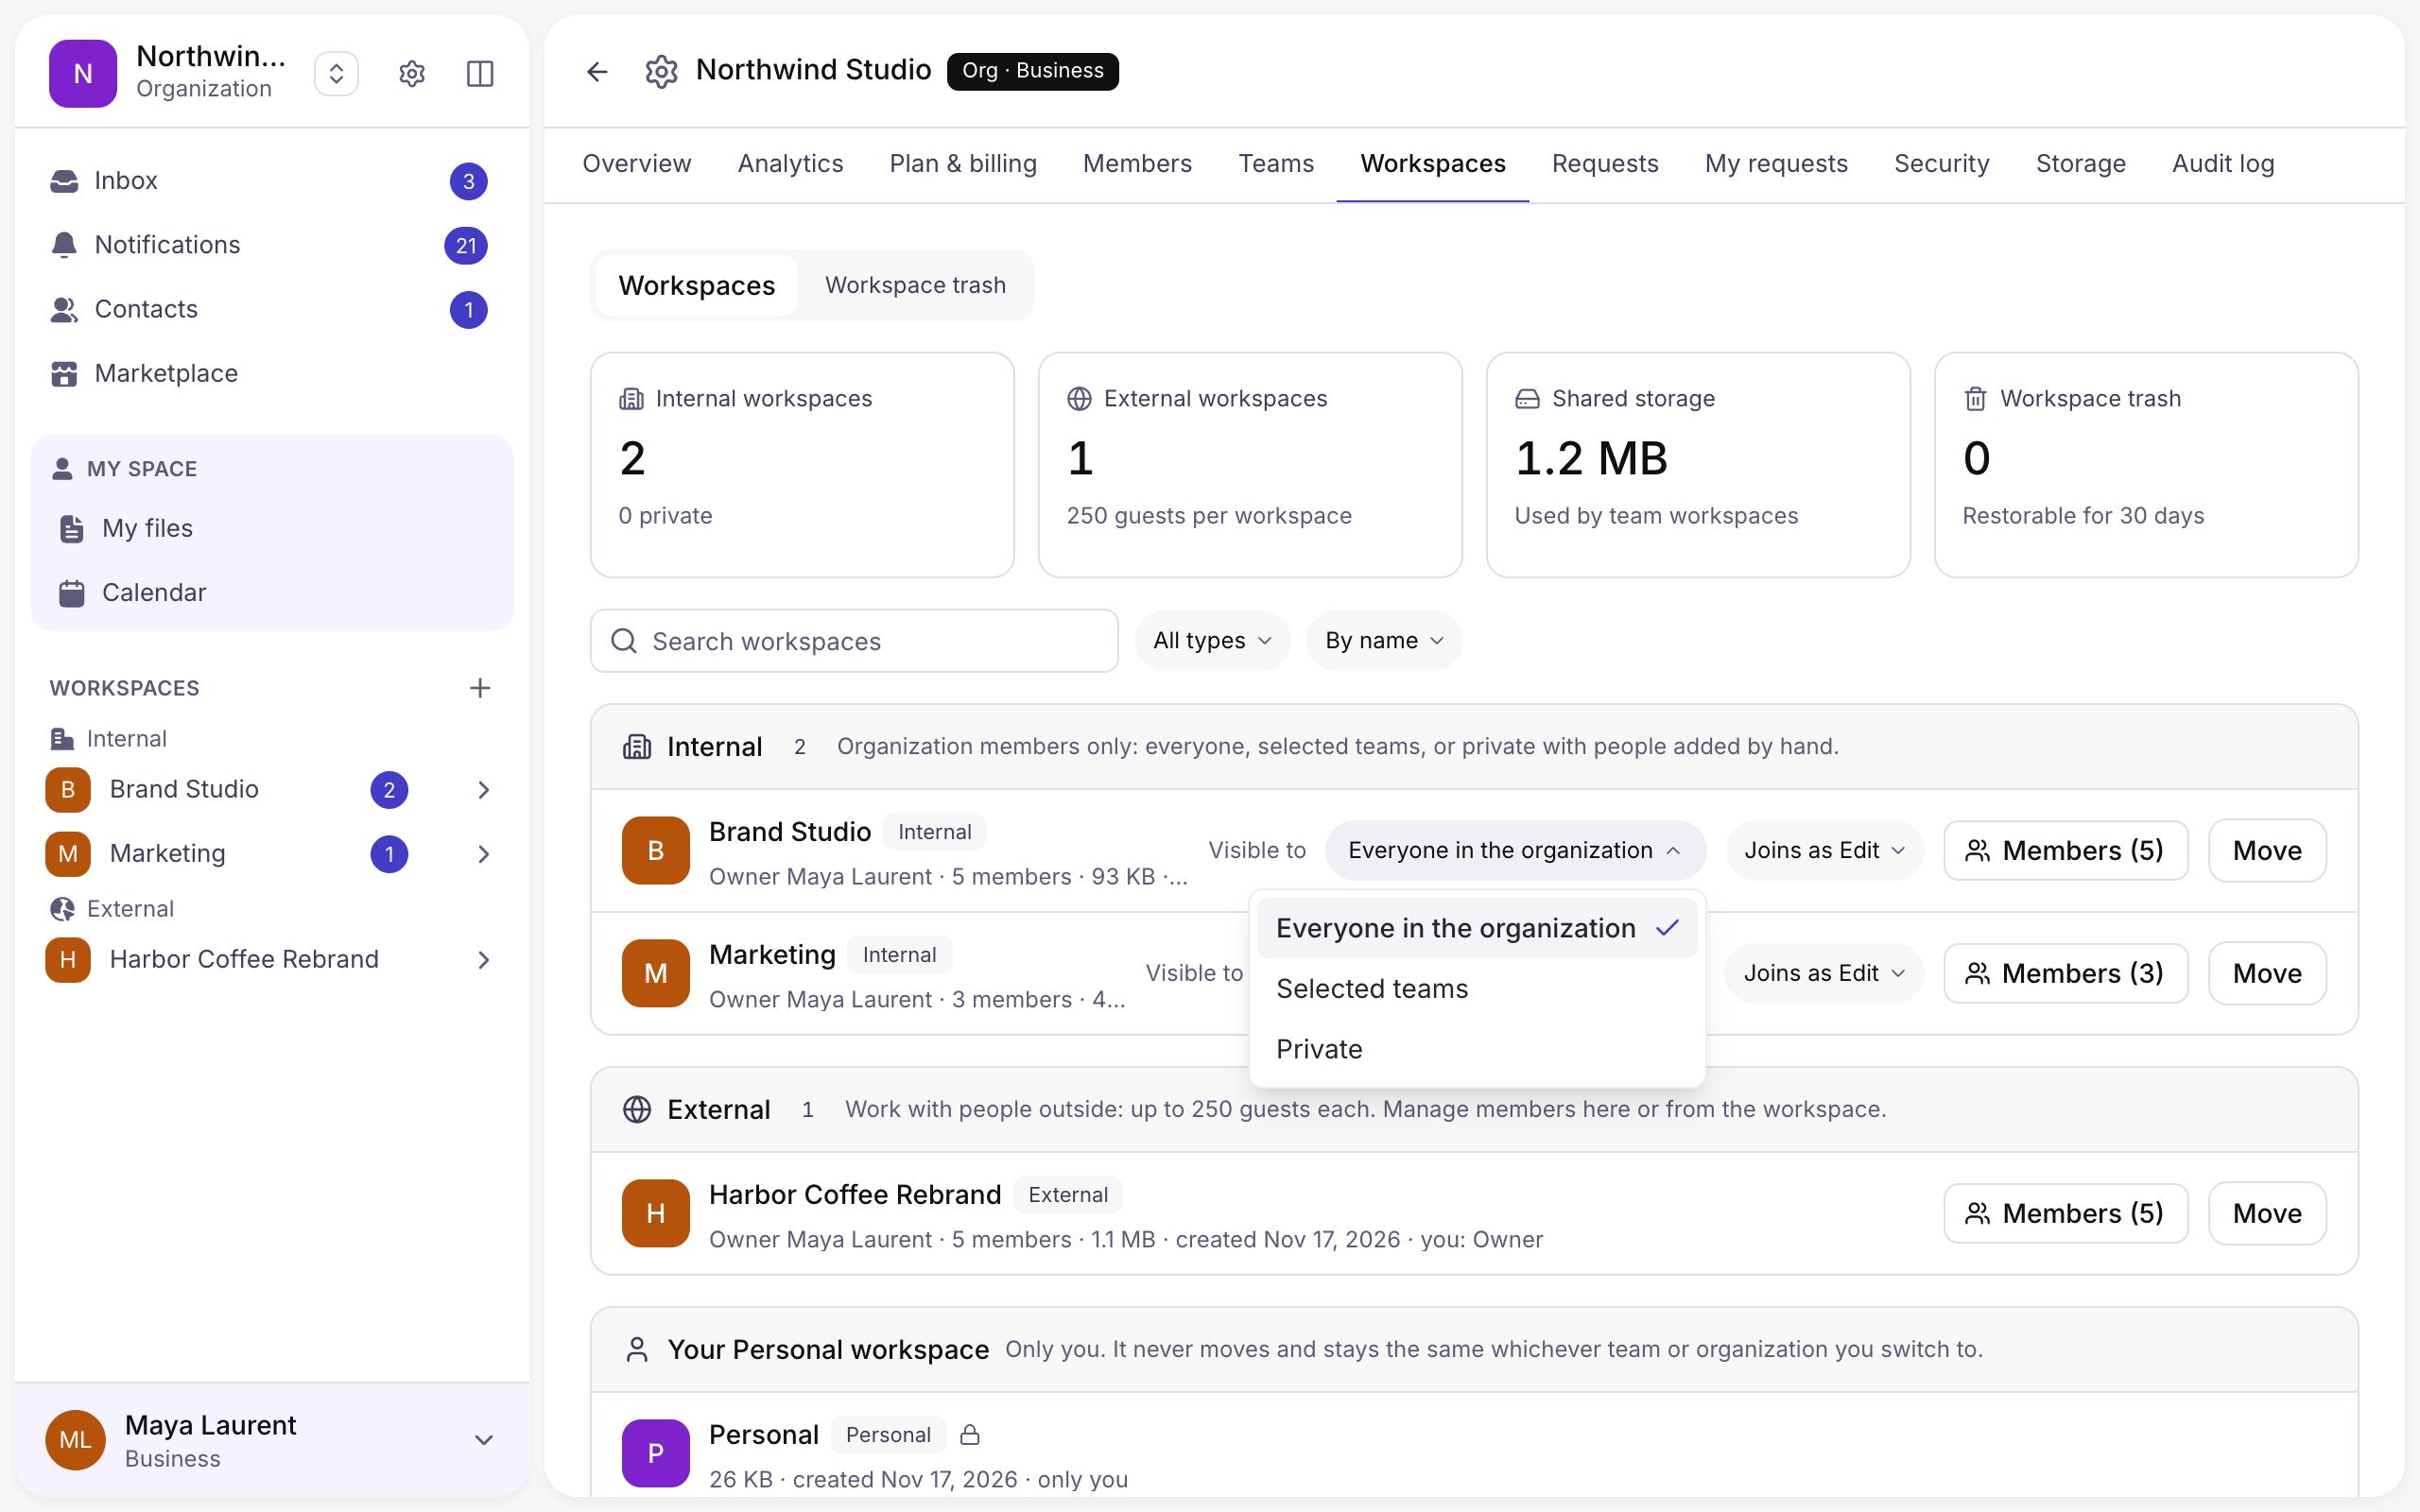 N
Northwin...
Organization
Inbox
3
Notifications
21
Contacts
1
Marketplace
MY SPACE
My files
Calendar
WORKSPACES
Internal
B
Brand Studio
2
M
Marketing
1
External
H
Harbor Coffee Rebrand
ML
Maya Laurent
Business
Northwind Studio
Org · Business
Overview
Analytics
Plan & billing
Members
Teams
Workspaces
Requests
My requests
Security
Storage
Audit log
Workspaces
Workspace trash
Internal workspaces
2
0 private
External workspaces
1
250 guests per workspace
Shared storage
1.2 MB
Used by team workspaces
Workspace trash
0
Restorable for 30 days
Search workspaces
All types
By name
Internal 2 Organization members only: everyone, selected teams, or private with people added by hand.
B
Brand Studio Internal
Owner Maya Laurent · 5 members · 93 KB ·...
Visible to
Everyone in the organization
Joins as Edit
Members (5)
Move
Everyone in the organization
Selected teams
Private
M
Marketing Internal
Owner Maya Laurent · 3 members · 4...
Visible to
Joins as Edit
Members (3)
Move
External 1 Work with people outside: up to 250 guests each. Manage members here or from the workspace.
H
Harbor Coffee Rebrand External
Owner Maya Laurent · 5 members · 1.1 MB · created Nov 17, 2026 · you: Owner
Members (5)
Move
Your Personal workspace Only you. It never moves and stays the same whichever team or organization you switch to.
P
Personal Personal
26 KB · created Nov 17, 2026 · only you